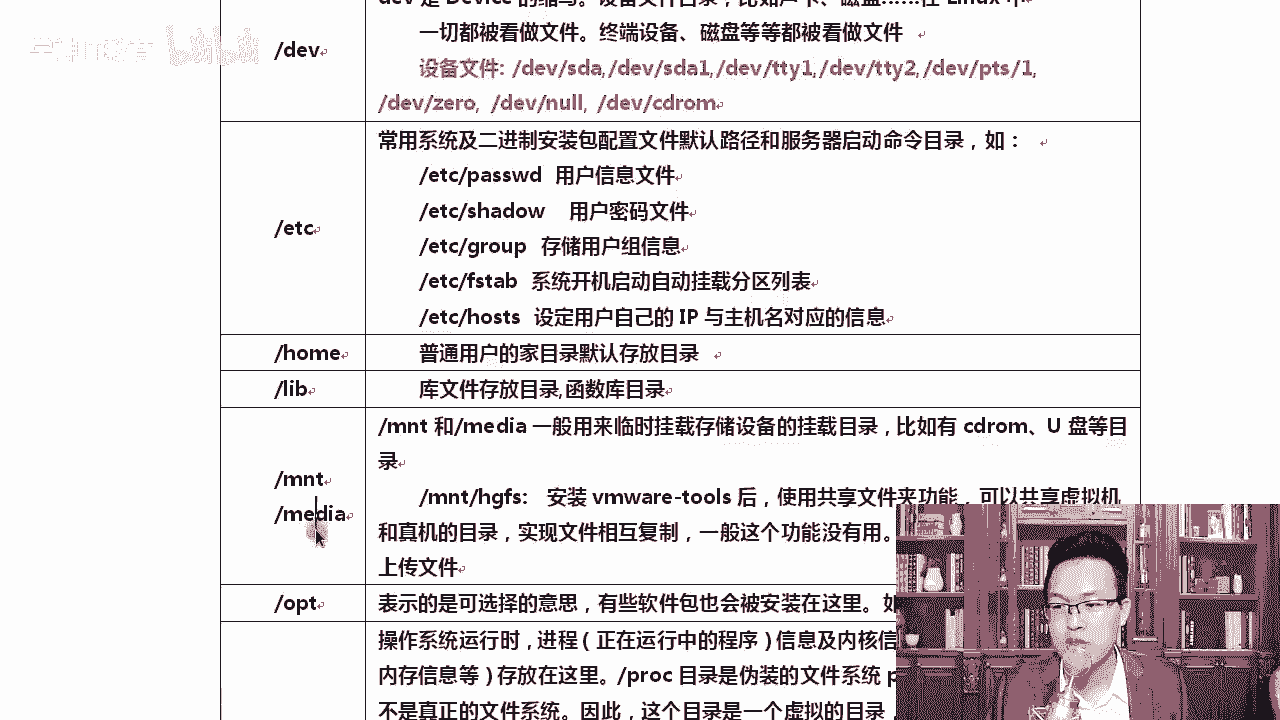 dev 是 Device 的缩写。设备文件目录，比如声卡、磁盘……在 Linux 中
/dev
一切都被看做文件。终端设备、磁盘等等都被看做文件
设备文件: /dev/sda,/dev/sda1,/dev/tty1,/dev/tty2,/dev/pts/1,
/dev/zero, /dev/null, /dev/cdrom
/etc
常用系统及二进制安装包配置文件默认路径和服务器启动命令目录，如：
/etc/passwd 用户信息文件
/etc/shadow 用户密码文件
/etc/group 存储用户组信息
/etc/fstab 系统开机启动自动挂载分区列表
/etc/hosts 设定用户自己的 IP 与主机名对应的信息
/home 普通用户的家目录默认存放目录
/lib 库文件存放目录,函数库目录
/mnt
/media
/mnt 和/media 一般用来临时挂载存储设备的挂载目录，比如有 cdrom、U 盘等目
录
/mnt/hgfs: 安装 vmware-tools 后，使用共享文件夹功能，可以共享虚拟机
和真机的目录，实现文件相互复制，一般这个功能没有用。
上传文件
/opt 表示的是可选择的意思，有些软件包也会被安装在这里。如
操作系统运行时，进程（正在运行中的程序）信息及内核信
内存信息等）存放在这里。/proc 目录是伪装的文件系统 p
不是真正的文件系统。因此，这个目录是一个虚拟的目录，